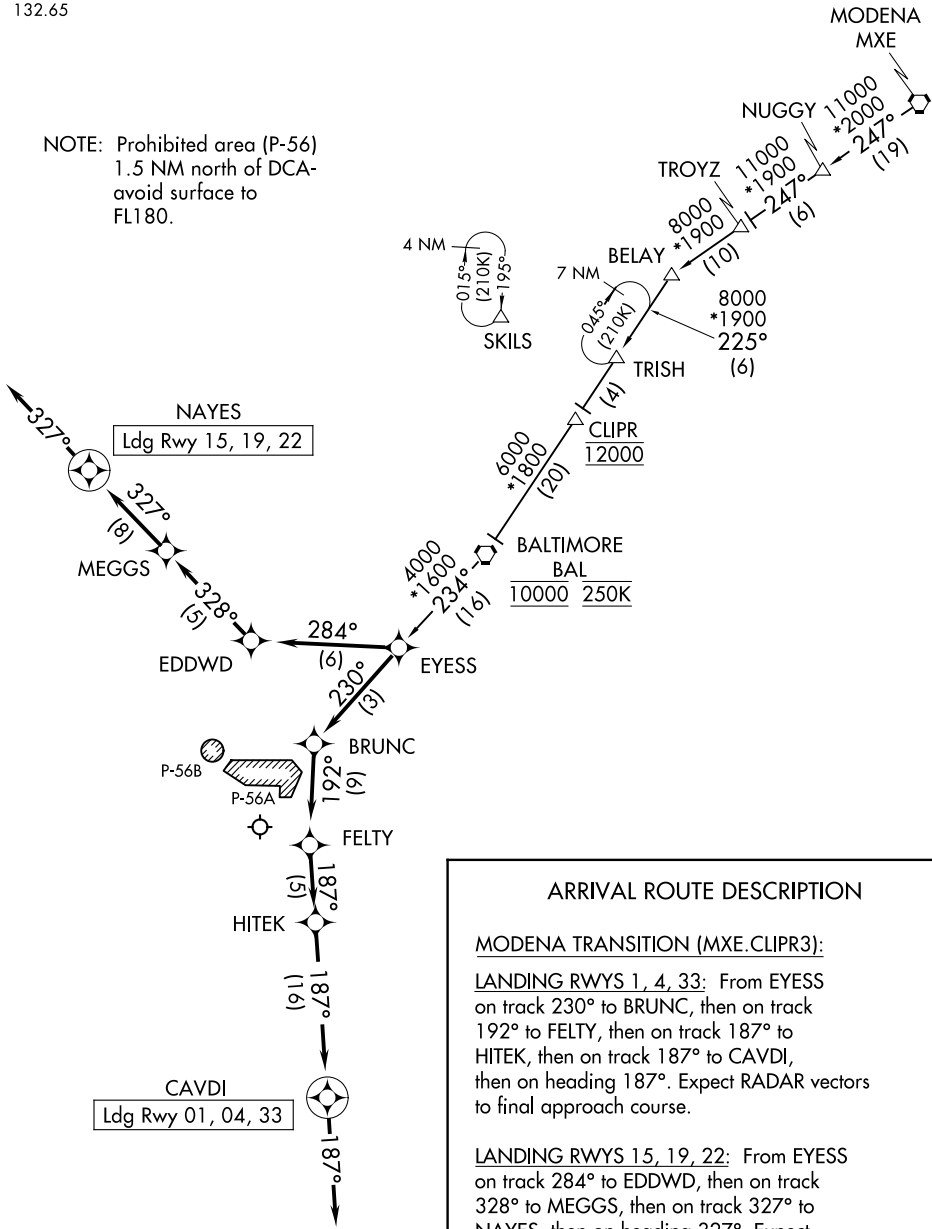 132.65
MODENA
MXE
NOTE: Prohibited area (P-56)
1.5 NM north of DCA-
avoid surface to
FL180.
11000
*2000
247°
(19)
NUGGY
11000
*1900
247°
(6)
TROYZ
8000
*1900
(10)
BELAY
4 NM
015°
(210K)
195°
SKILS
7 NM
045°
(210K)
8000
*1900
225°
(6)
TRISH
(4)
CLIPR
12000
6000
*1800
(20)
327°
NAYES
Ldg Rwy 15, 19, 22
327°
(8)
MEGGS
328°
(5)
EDDWD
284°
(6)
BALTIMORE
BAL
10000 250K
4000
*1600
234°
(16)
EYESS
230°
(3)
BRUNC
P-56B
P-56A
192°
(9)
FELTY
187°
(5)
HITEK
187°
(16)
CAVDI
Ldg Rwy 01, 04, 33
187°
ARRIVAL ROUTE DESCRIPTION
MODENA TRANSITION (MXE.CLIPR3):
LANDING RWYS 1, 4, 33: From EYESS
on track 230° to BRUNC, then on track
192° to FELTY, then on track 187° to
HITEK, then on track 187° to CAVDI,
then on heading 187°. Expect RADAR vectors
to final approach course.
LANDING RWYS 15, 19, 22: From EYESS
on track 284° to EDDWD, then on track
328° to MEGGS, then on track 327° to
NAYES, then on heading 327°. Expect